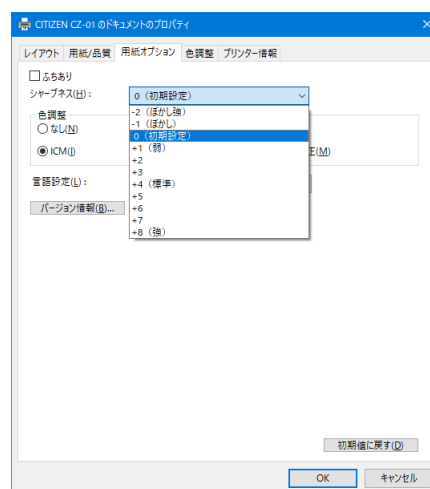 CITIZEN CZ-01 のドキュメントのプロパティ
レイアウト 用紙/品質 用紙オプション 色調整 プリンター情報
ふちあり
シャープネス(H)： 0（初期設定）
-2（ぼかし強）
-1（ぼかし）
0（初期設定）
+1（弱）
+2
+3
+4（標準）
+5
+6
+7
+8（強）
色調整
なし(N)
ICM(I)
(M)
言語設定(L)：
バージョン情報(B)...
初期値に戻す(D)
OK キャンセル